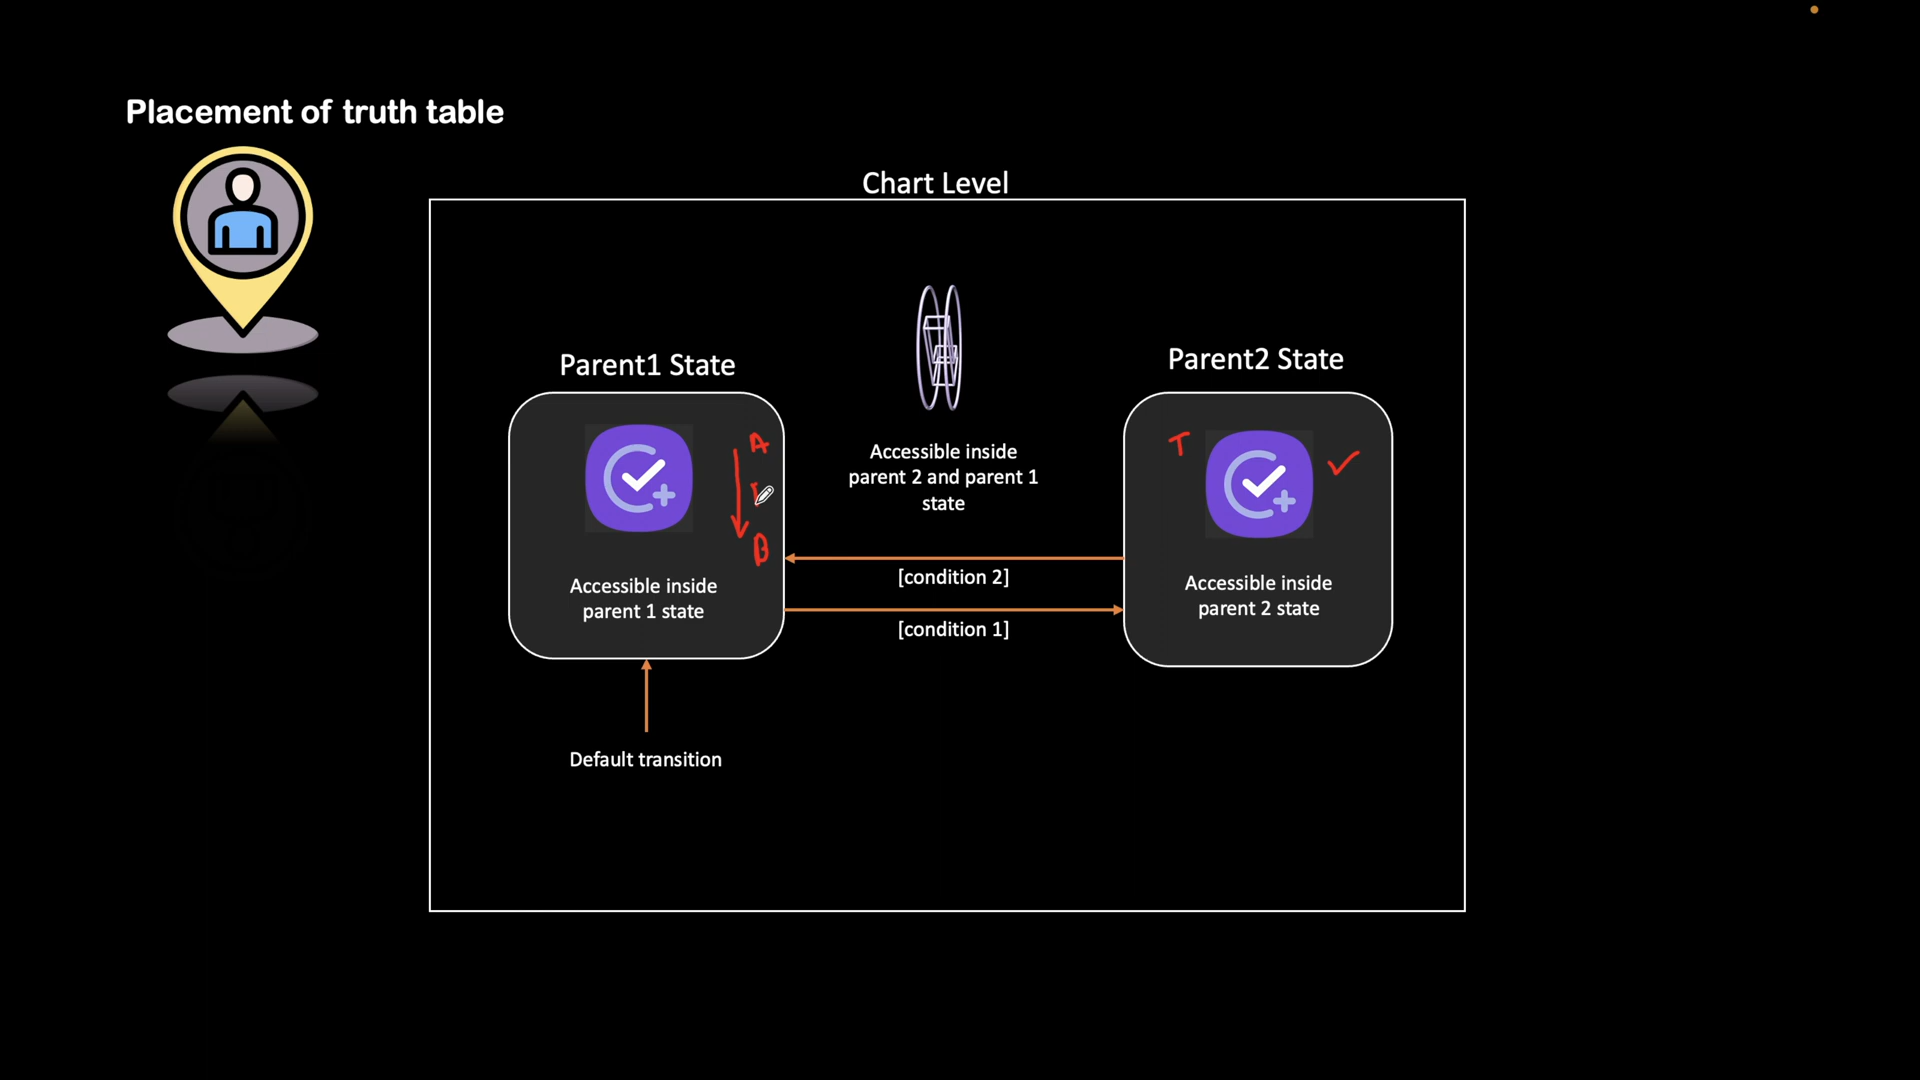 Placement of truth table
Chart Level
Parent1 State
Parent2 State
A
B
T
Accessible inside
parent 2 and parent 1
state
Accessible inside
parent 1 state
Accessible inside
parent 2 state
[condition 2]
[condition 1]
Default transition